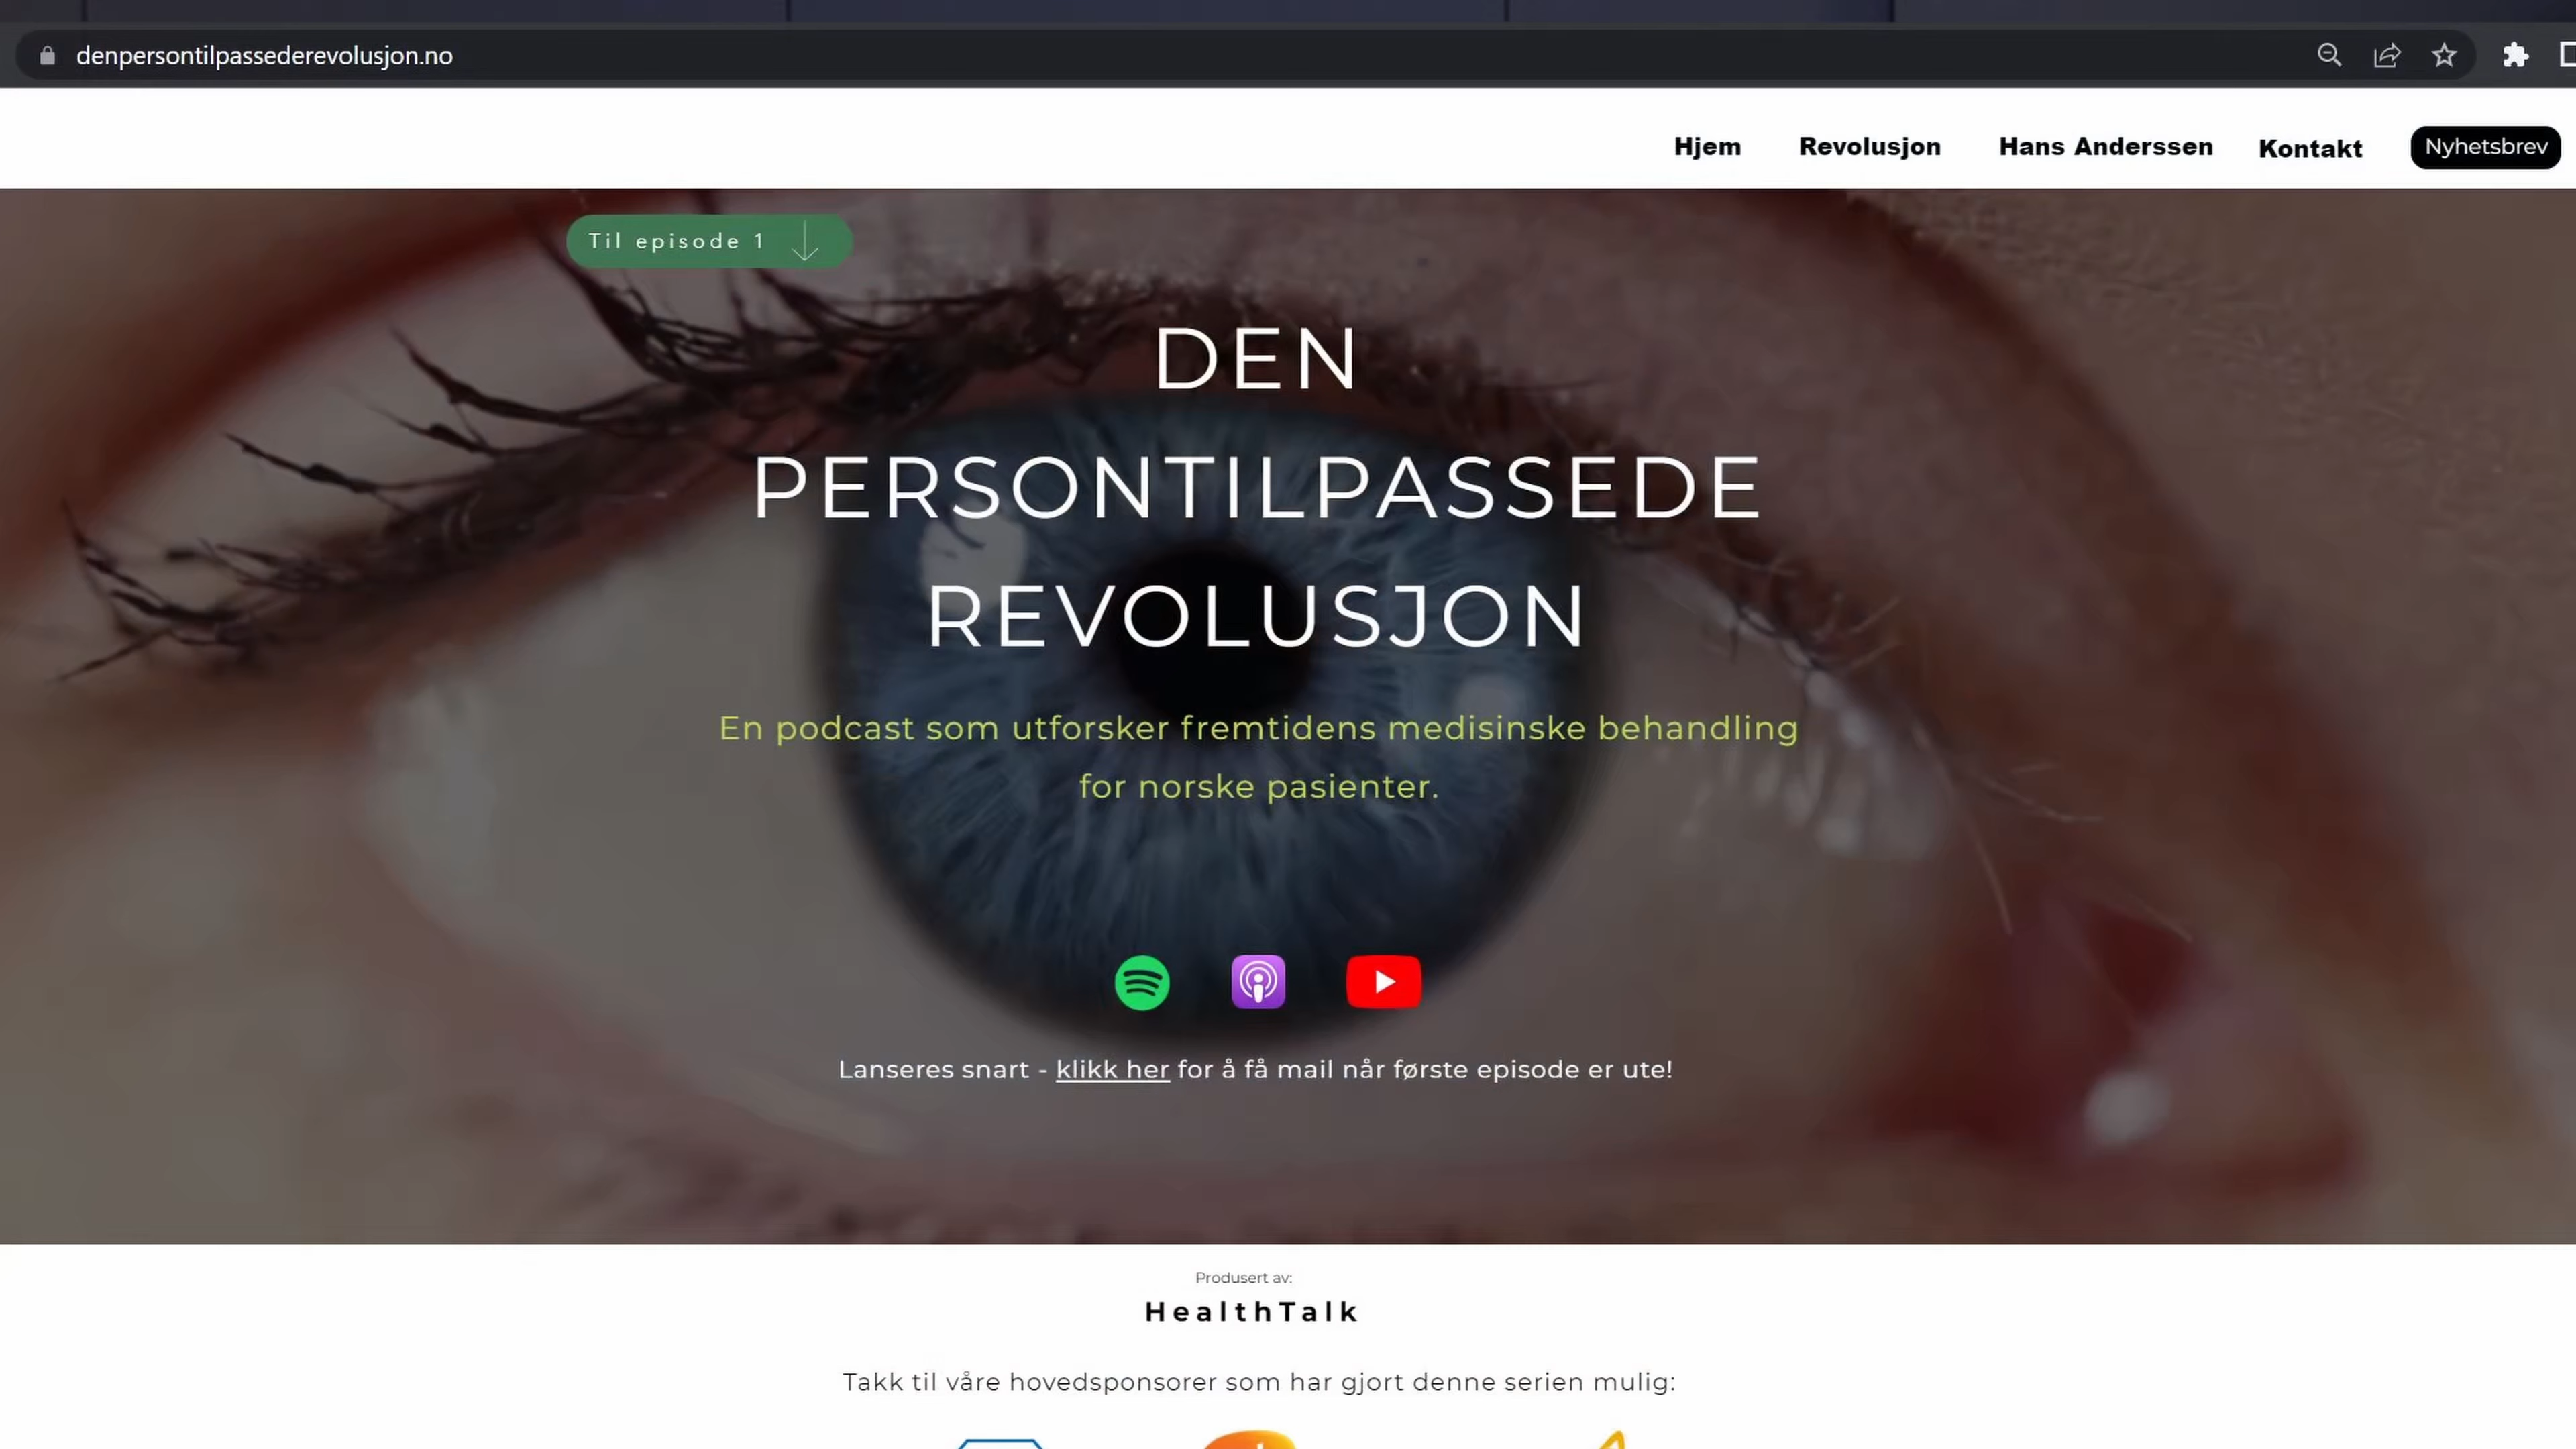 denpersontilpassederevolusjon.no
Hjem Revolusjon Hans Anderssen Kontakt Nyhetsbrev
Til episode 1
DEN
PERSONTILPASSEDE
REVOLUSJON
En podcast som utforsker fremtidens medisinske behandling
for norske pasienter.
Lanseres snart - klikk her for å få mail når første episode er ute!
Produsert av:
HealthTalk
Takk til våre hovedsponsorer som har gjort denne serien mulig: